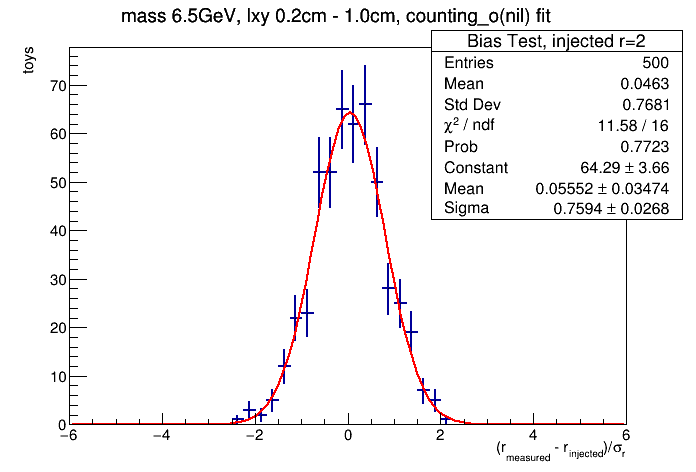 mass 6.5GeV, lxy 0.2cm - 1.0cm, counting_o(nil) fit
Bias Test, injected r=2
Entries 500
Mean 0.0463
Std Dev 0.7681
χ² / ndf 11.58 / 16
Prob 0.7723
Constant 64.29 ± 3.66
Mean 0.05552 ± 0.03474
Sigma 0.7594 ± 0.0268
toys
70
60
50
40
30
20
10
0
−6 −4 −2 0 2 4 6
(r_measured - r_injected)/σ_r